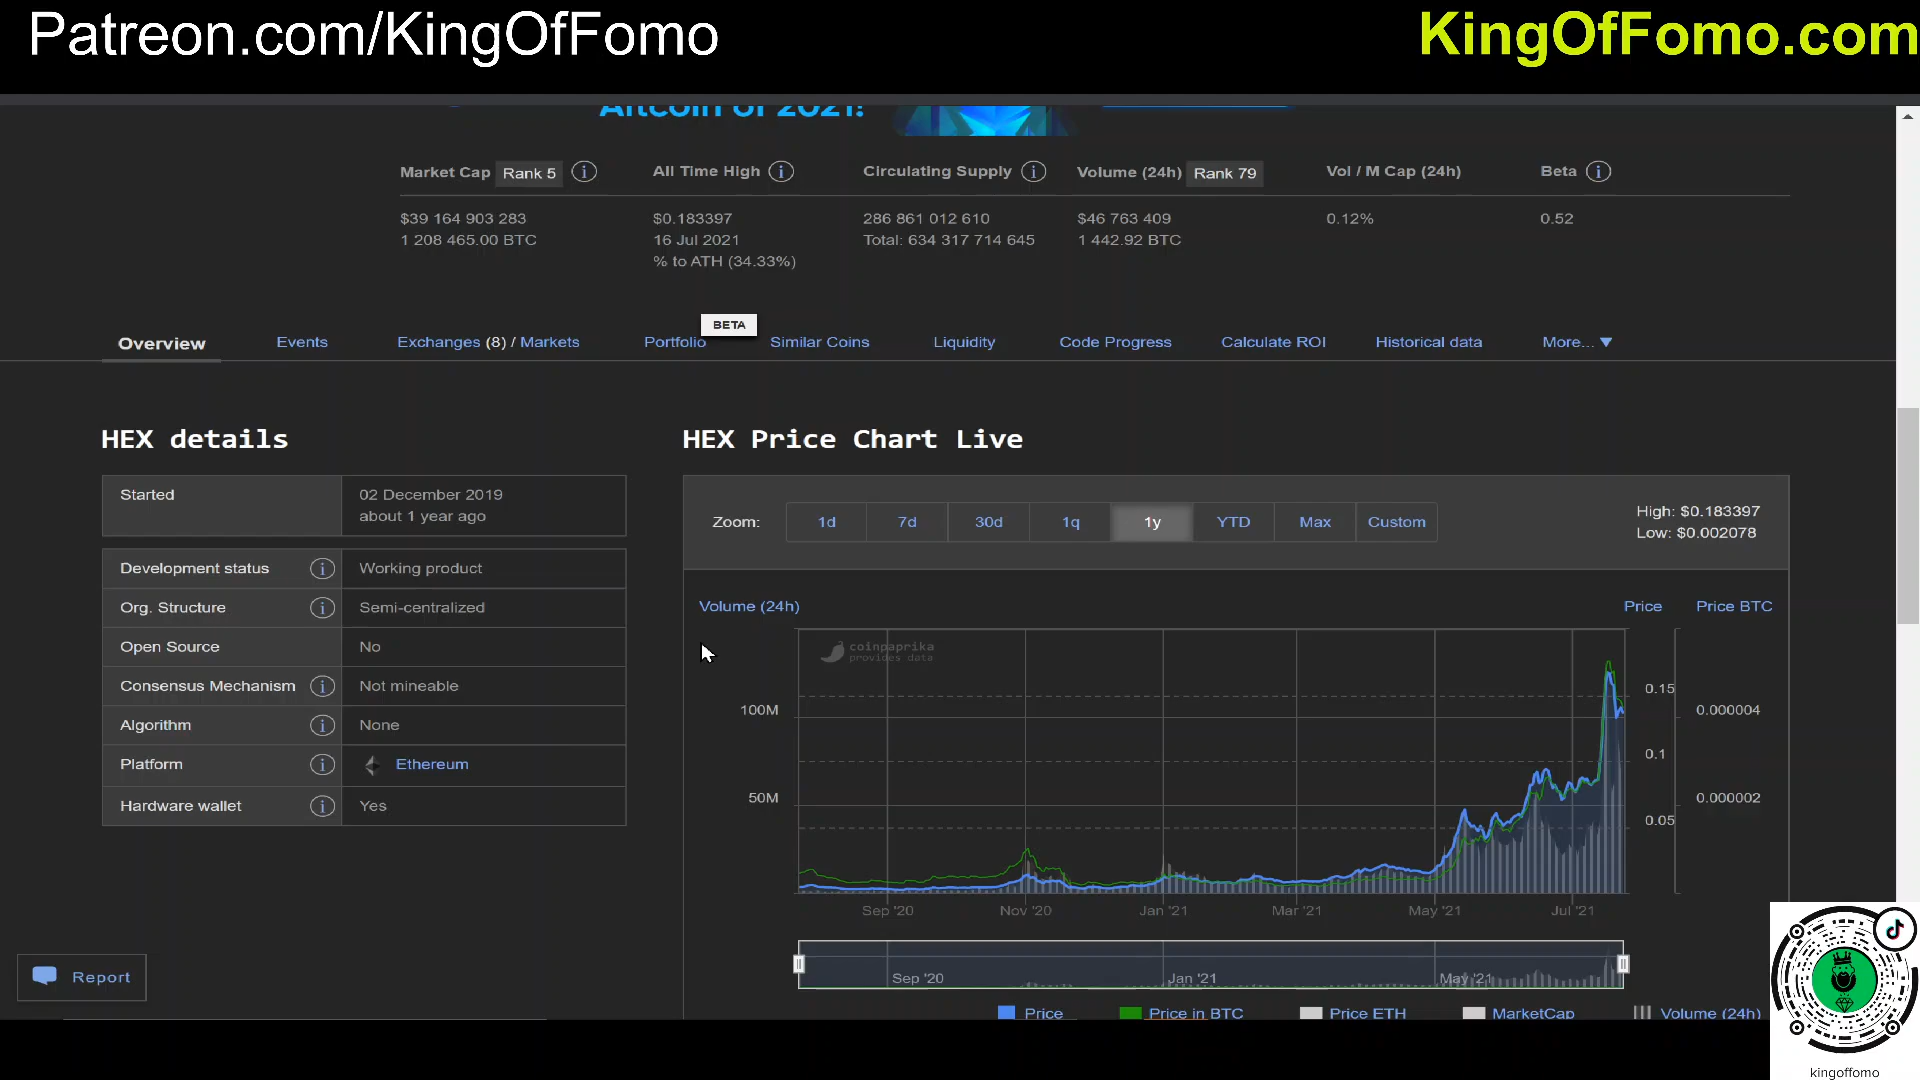 Patreon.com/KingOfFomo
KingOfFomo.com
Altcoin of 2021!
Market Cap Rank 5 i All Time High i Circulating Supply i Volume (24h) Rank 79 Vol / M Cap (24h) Beta i
$39 164 903 283 $0.183397 286 861 012 610 $46 763 409 0.12% 0.52
1 208 465.00 BTC 16 Jul 2021 Total: 634 317 714 645 1 442.92 BTC
% to ATH (34.33%)
BETA
Overview Events Exchanges (8) / Markets Portfolio Similar Coins Liquidity Code Progress Calculate ROI Historical data More... ▼
HEX details
Started 02 December 2019
about 1 year ago
Development status i Working product
Org. Structure i Semi-centralized
Open Source No
Consensus Mechanism i Not mineable
Algorithm i None
Platform i Ethereum
Hardware wallet i Yes
HEX Price Chart Live
Zoom: 1d 7d 30d 1q 1y YTD Max Custom
High: $0.183397
Low: $0.002078
Volume (24h) Price Price BTC
coinpaprika
provides data
0.15
100M 0.000004
0.1
50M 0.000002
0.05
Sep '20 Nov '20 Jan '21 Mar '21 May '21 Jul '21
Sep '20 Jan '21 May '21
Price Price in BTC Price ETH MarketCap Volume (24h)
Report
kingoffomo